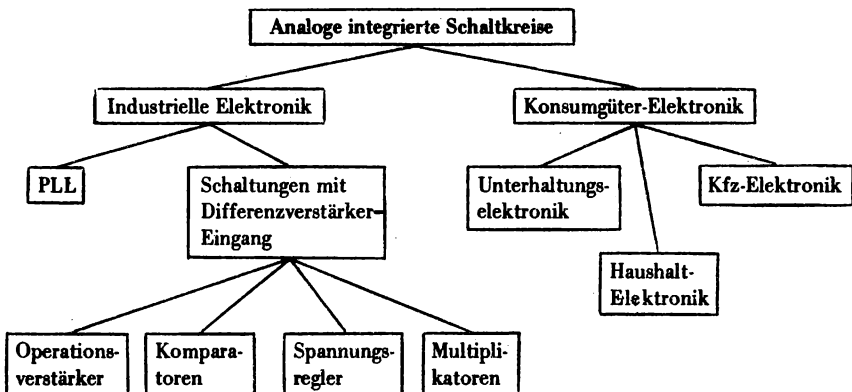 Analoge integrierte Schaltkreise
Industrielle Elektronik
Konsumgüter-Elektronik
PLL
Schaltungen mit
Differenzverstärker-
Eingang
Unterhaltungs-
elektronik
Kfz-Elektronik
Haushalt-
Elektronik
Operations-
verstärker
Kompara-
toren
Spannungs-
regler
Multipli-
katoren